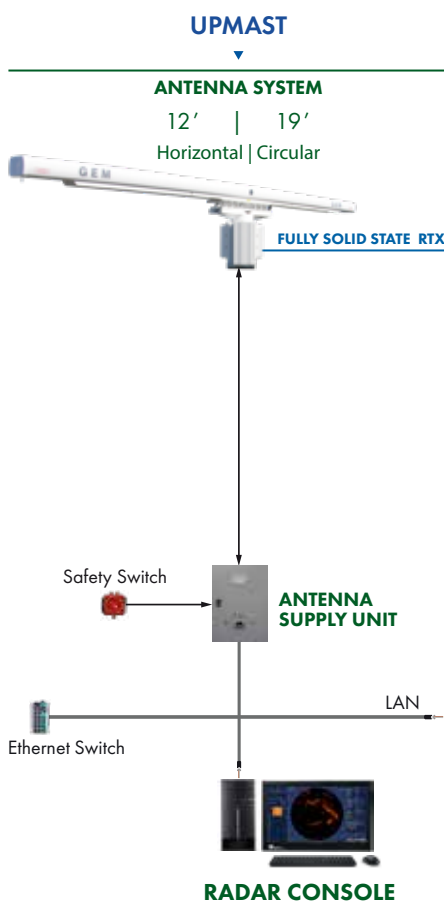 UPMAST
ANTENNA SYSTEM
12′ | 19′
Horizontal | Circular
GEM
FULLY SOLID STATE RTX
Safety Switch
ANTENNA
SUPPLY UNIT
LAN
Ethernet Switch
RADAR CONSOLE